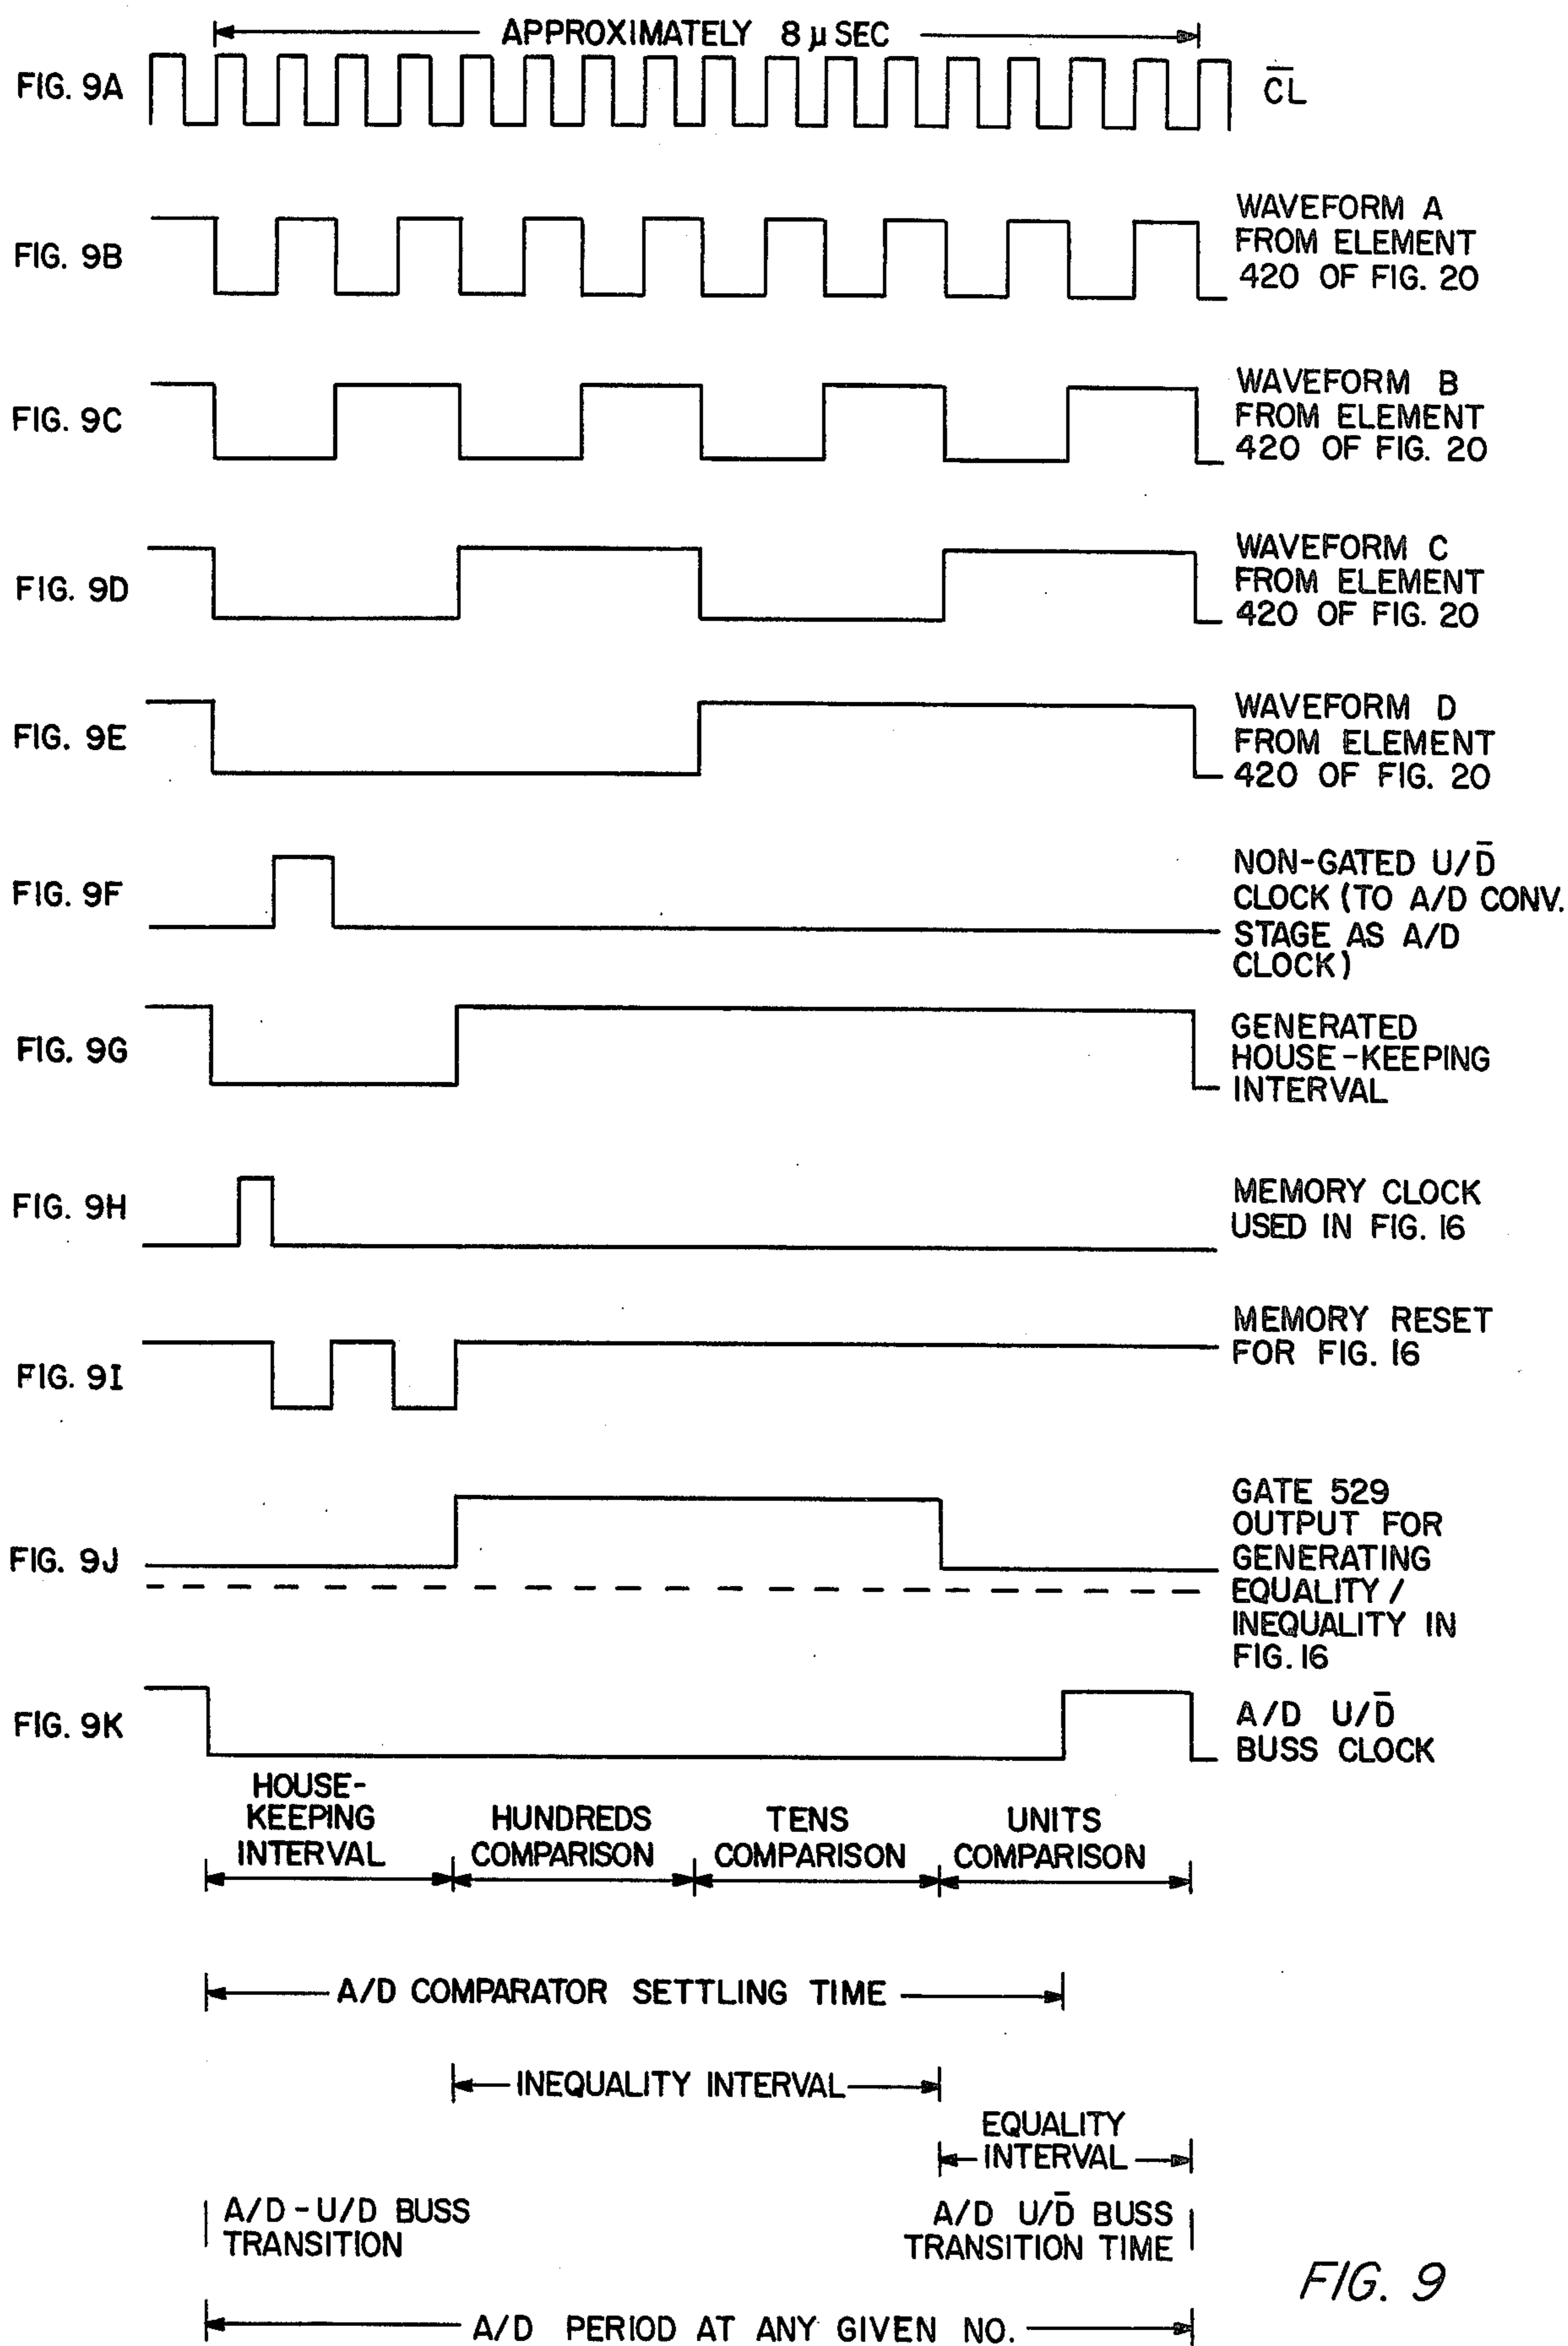 APPROXIMATELY 8 µ SEC
FIG. 9A
C̅L̅
FIG. 9B
WAVEFORM A
FROM ELEMENT
420 OF FIG. 20
FIG. 9C
WAVEFORM B
FROM ELEMENT
420 OF FIG. 20
FIG. 9D
WAVEFORM C
FROM ELEMENT
420 OF FIG. 20
FIG. 9E
WAVEFORM D
FROM ELEMENT
420 OF FIG. 20
FIG. 9F
NON-GATED U/D̅
CLOCK (TO A/D CONV.
STAGE AS A/D
CLOCK)
FIG. 9G
GENERATED
HOUSE-KEEPING
INTERVAL
FIG. 9H
MEMORY CLOCK
USED IN FIG. 16
FIG. 9I
MEMORY RESET
FOR FIG. 16
FIG. 9J
GATE 529
OUTPUT FOR
GENERATING
EQUALITY/
INEQUALITY IN
FIG. 16
FIG. 9K
A/D U/D̅
BUSS CLOCK
HOUSE-
KEEPING
INTERVAL
HUNDREDS
COMPARISON
TENS
COMPARISON
UNITS
COMPARISON
A/D COMPARATOR SETTLING TIME
INEQUALITY INTERVAL
EQUALITY
INTERVAL
A/D-U/D BUSS
TRANSITION
A/D U/D̅ BUSS
TRANSITION TIME
A/D PERIOD AT ANY GIVEN NO.
FIG. 9